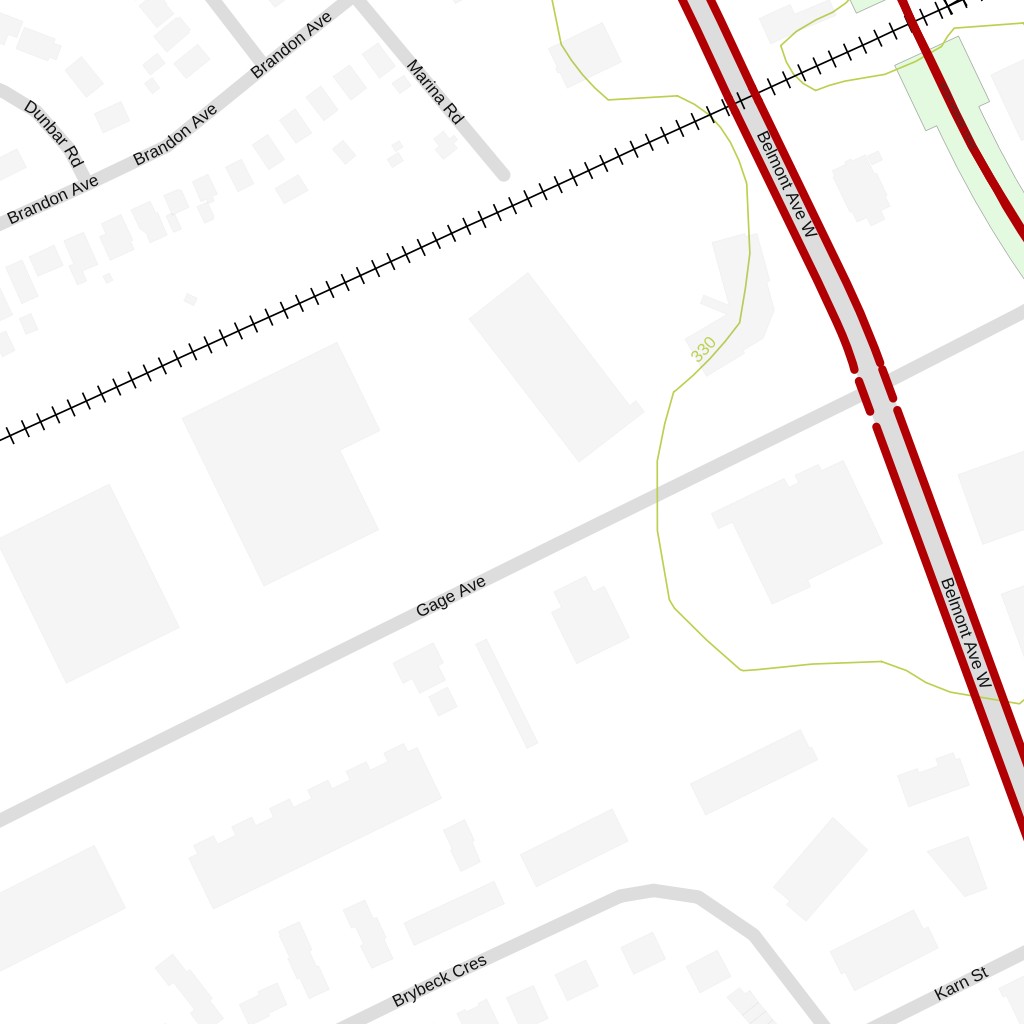 Brandon Ave
Marina Rd
Dunbar Rd
Brandon Ave
Brandon Ave
Belmont Ave W
330
Gage Ave
Belmont Ave W
Brybeck Cres
Karn St